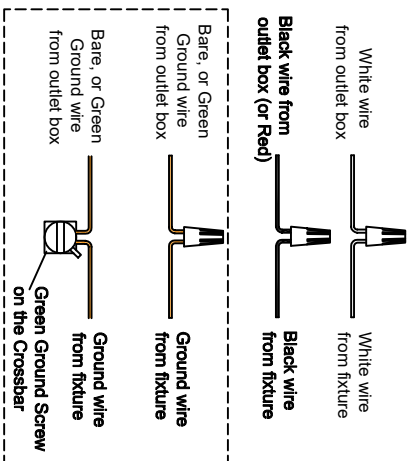 White wire
from outlet box
White wire
from fixture
Black wire from
outlet box (or Red)
Black wire
from fixture
Bare, or Green
Ground wire
from outlet box
Ground wire
from fixture
Bare, or Green
Ground wire
from outlet box
Ground wire
from fixture
Green Ground Screw
on the Crossbar